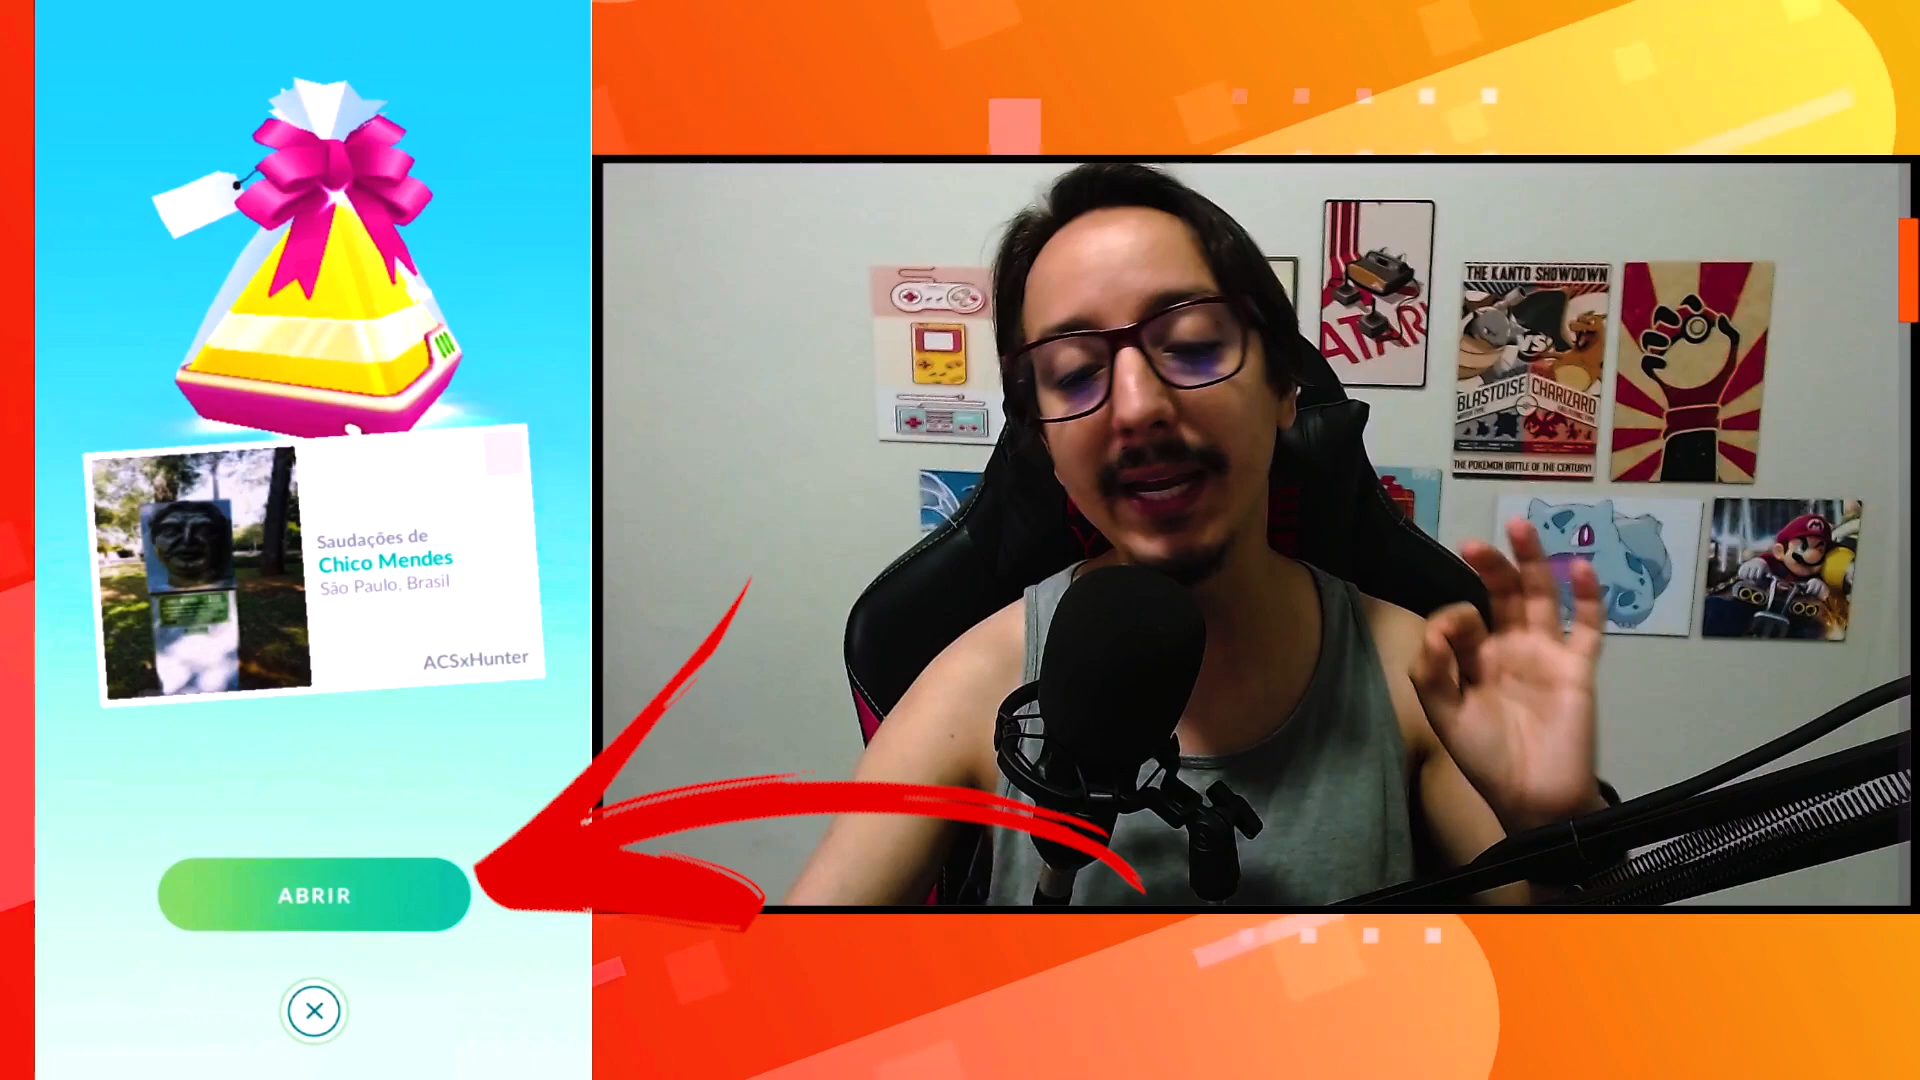 Saudações de
Chico Mendes
São Paulo, Brasil
ACSxHunter
ABRIR
ATARI
THE KANTO SHOWDOWN
VS
BLASTOISE
CHARIZARD
THE POKEMON BATTLE OF THE CENTURY!